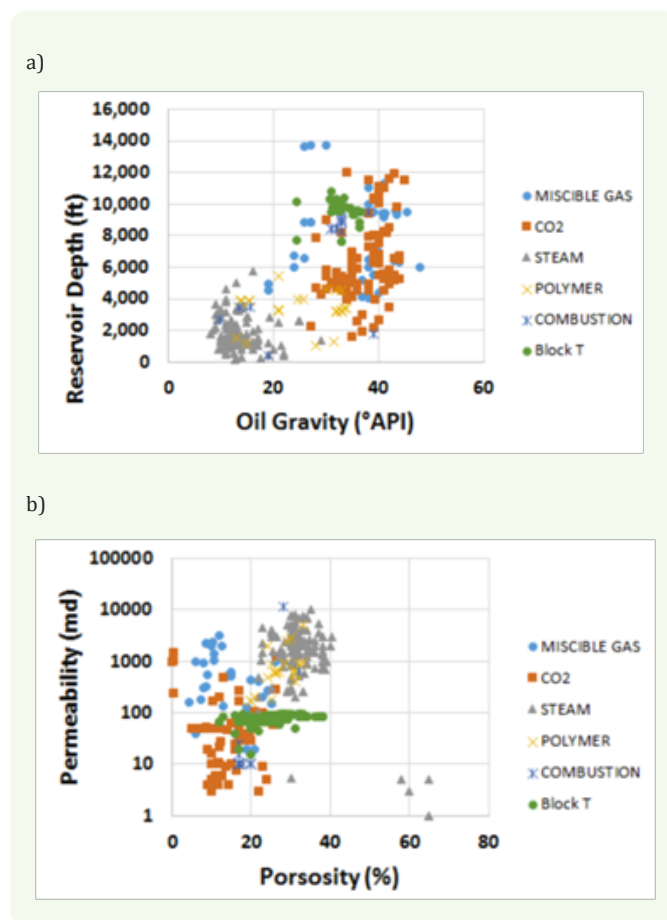 a)
16,000
14,000
12,000
10,000
8,000
6,000
4,000
2,000
0
Reservoir Depth (ft)
0 20 40 60
Oil Gravity (°API)
MISCIBLE GAS
CO2
STEAM
POLYMER
COMBUSTION
Block T
b)
100000
10000
1000
100
10
1
Permeability (md)
0 20 40 60 80
Porsosity (%)
MISCIBLE GAS
CO2
STEAM
POLYMER
COMBUSTION
Block T